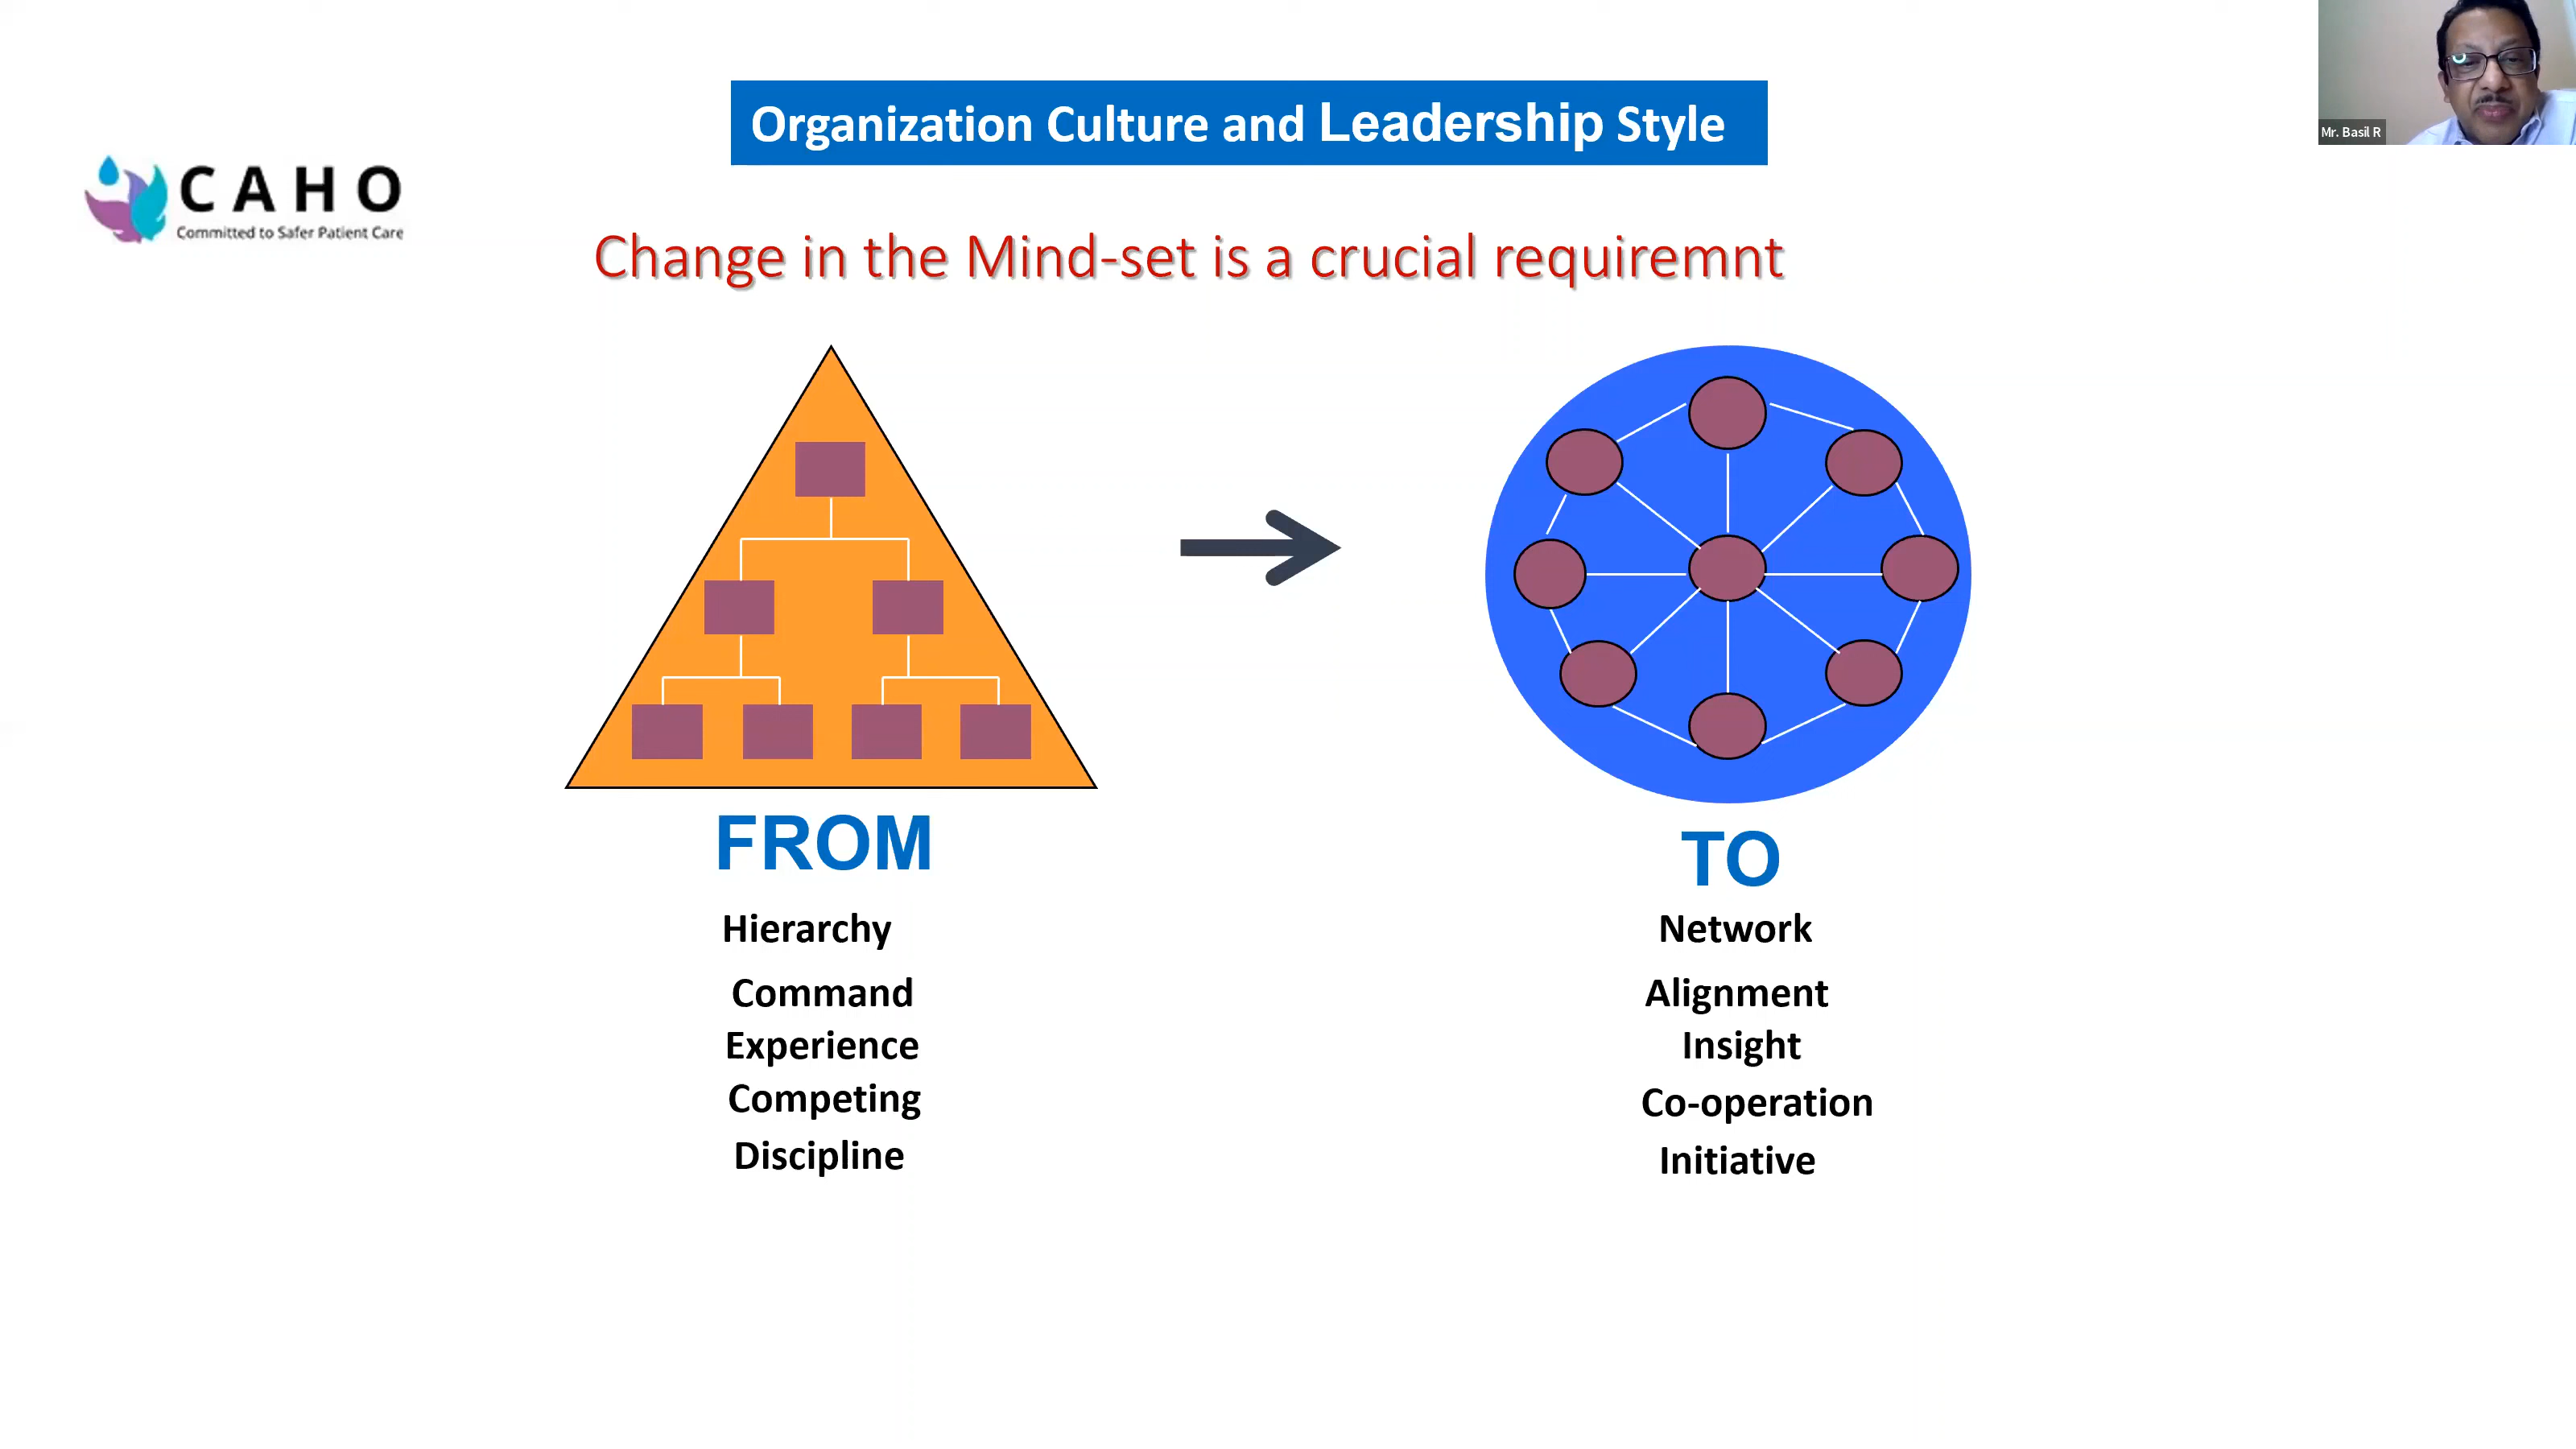 Organization Culture and Leadership Style
Mr. Basil R
CAHO
Committed to Safer Patient Care
Change in the Mind-set is a crucial requiremnt
FROM
Hierarchy
Command
Experience
Competing
Discipline
TO
Network
Alignment
Insight
Co-operation
Initiative